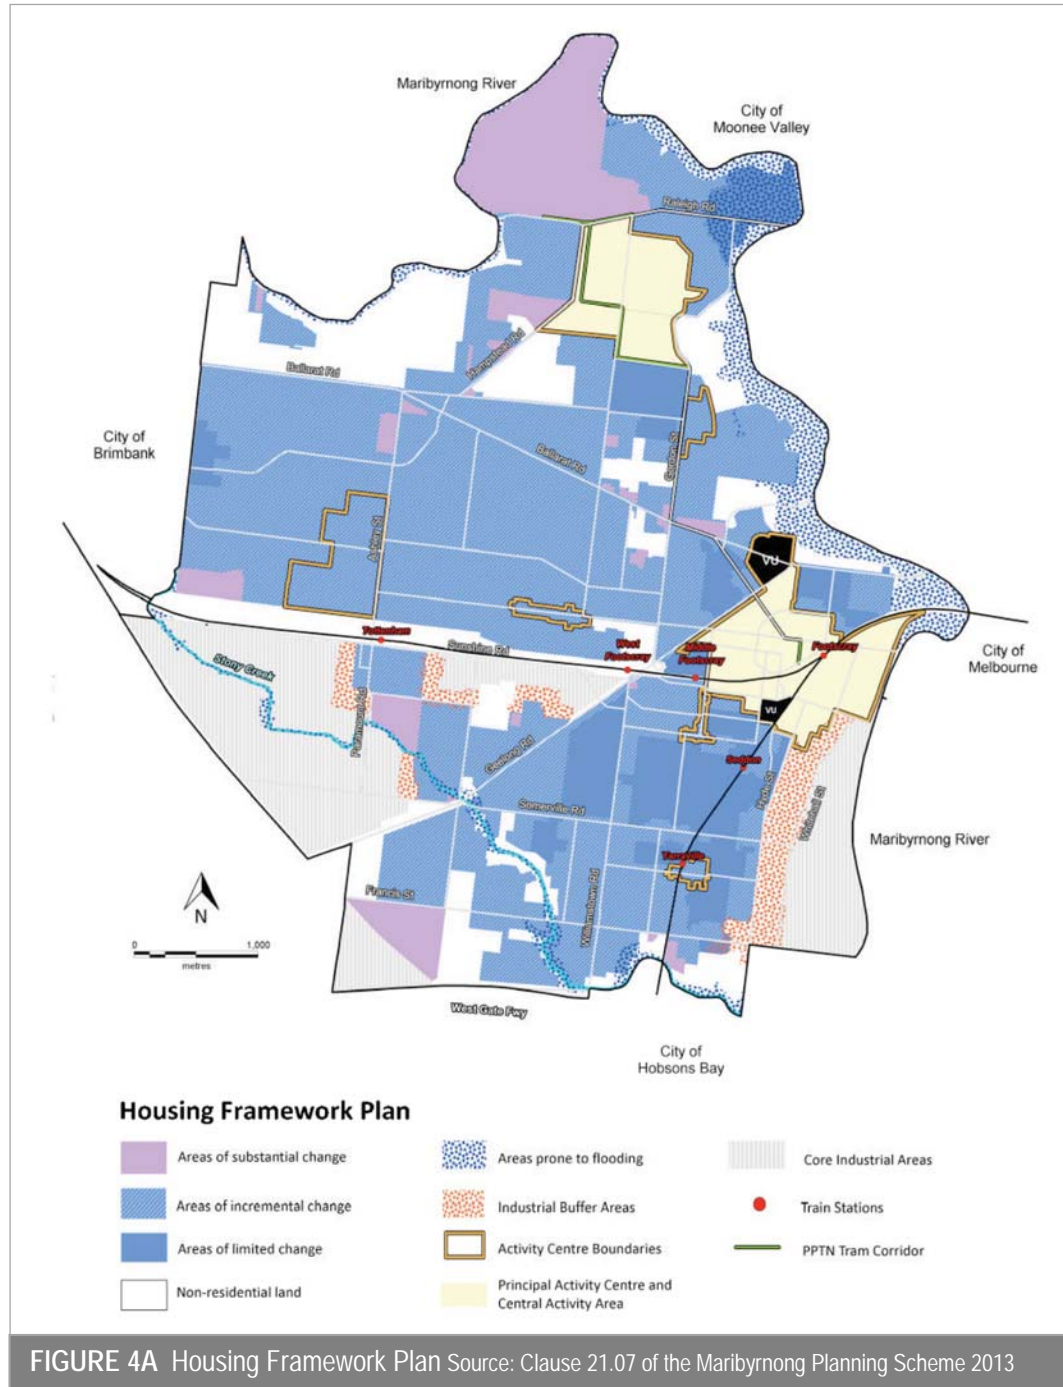 Maribyrnong River
City of
Moonee Valley
Raleigh Rd
Hampstead Rd
Ballarat Rd
City of
Brimbank
Ballarat Rd
Gordon St
Ashley St
VU
Tottenham
Sunshine Rd
West
Footscray
Middle
Footscray
Footscray
City of
Melbourne
Stony Creek
Paramount Rd
VU
Geelong Rd
Seddon
Hyde St
Whitehall St
Somerville Rd
Maribyrnong River
Yarraville
Williamstown Rd
Francis St
N
0
1,000
metres
West Gate Fwy
City of
Hobsons Bay
Housing Framework Plan
Areas of substantial change
Areas of incremental change
Areas of limited change
Non-residential land
Areas prone to flooding
Industrial Buffer Areas
Activity Centre Boundaries
Principal Activity Centre and
Central Activity Area
Core Industrial Areas
Train Stations
PPTN Tram Corridor
FIGURE 4A Housing Framework Plan Source: Clause 21.07 of the Maribyrnong Planning Scheme 2013